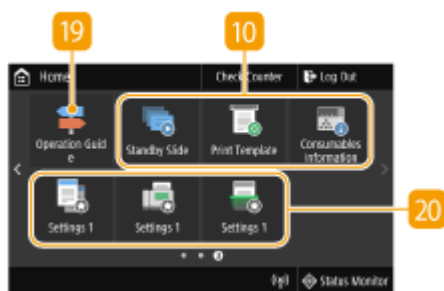 19
10
Home
Check Counter
Log Out
Operation Guid
e
Standby Slide
Print Template
Consumables
Information
Settings 1
Settings 1
Settings 1
20
Status Monitor